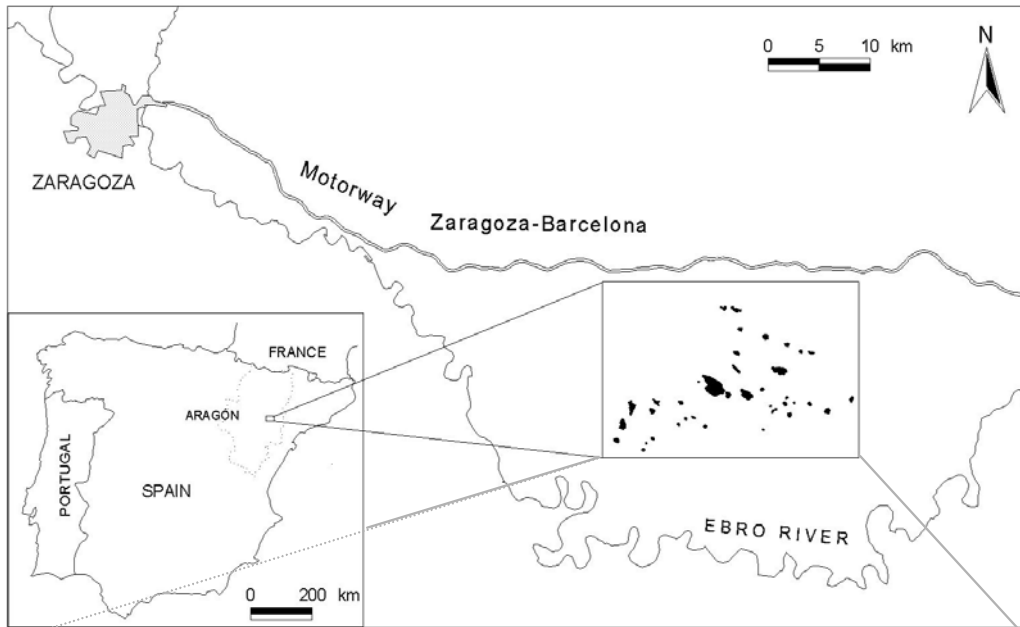 0 5 10 km
N
ZARAGOZA
Motorway
Zaragoza-Barcelona
FRANCE
ARAGÓN
PORTUGAL
SPAIN
EBRO RIVER
0 200 km